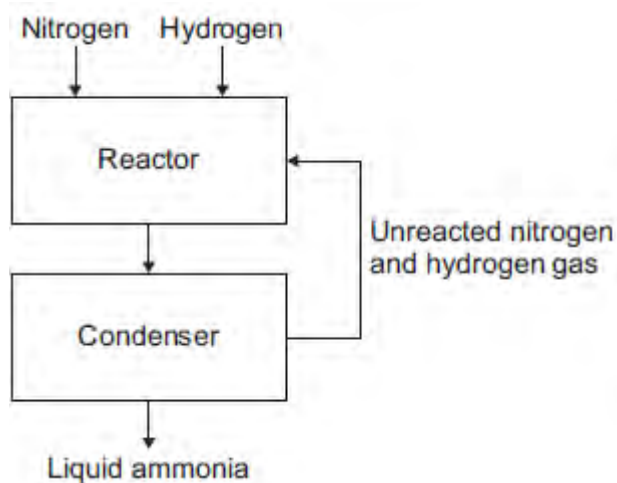 Nitrogen Hydrogen
Reactor
Unreacted nitrogen
and hydrogen gas
Condenser
Liquid ammonia